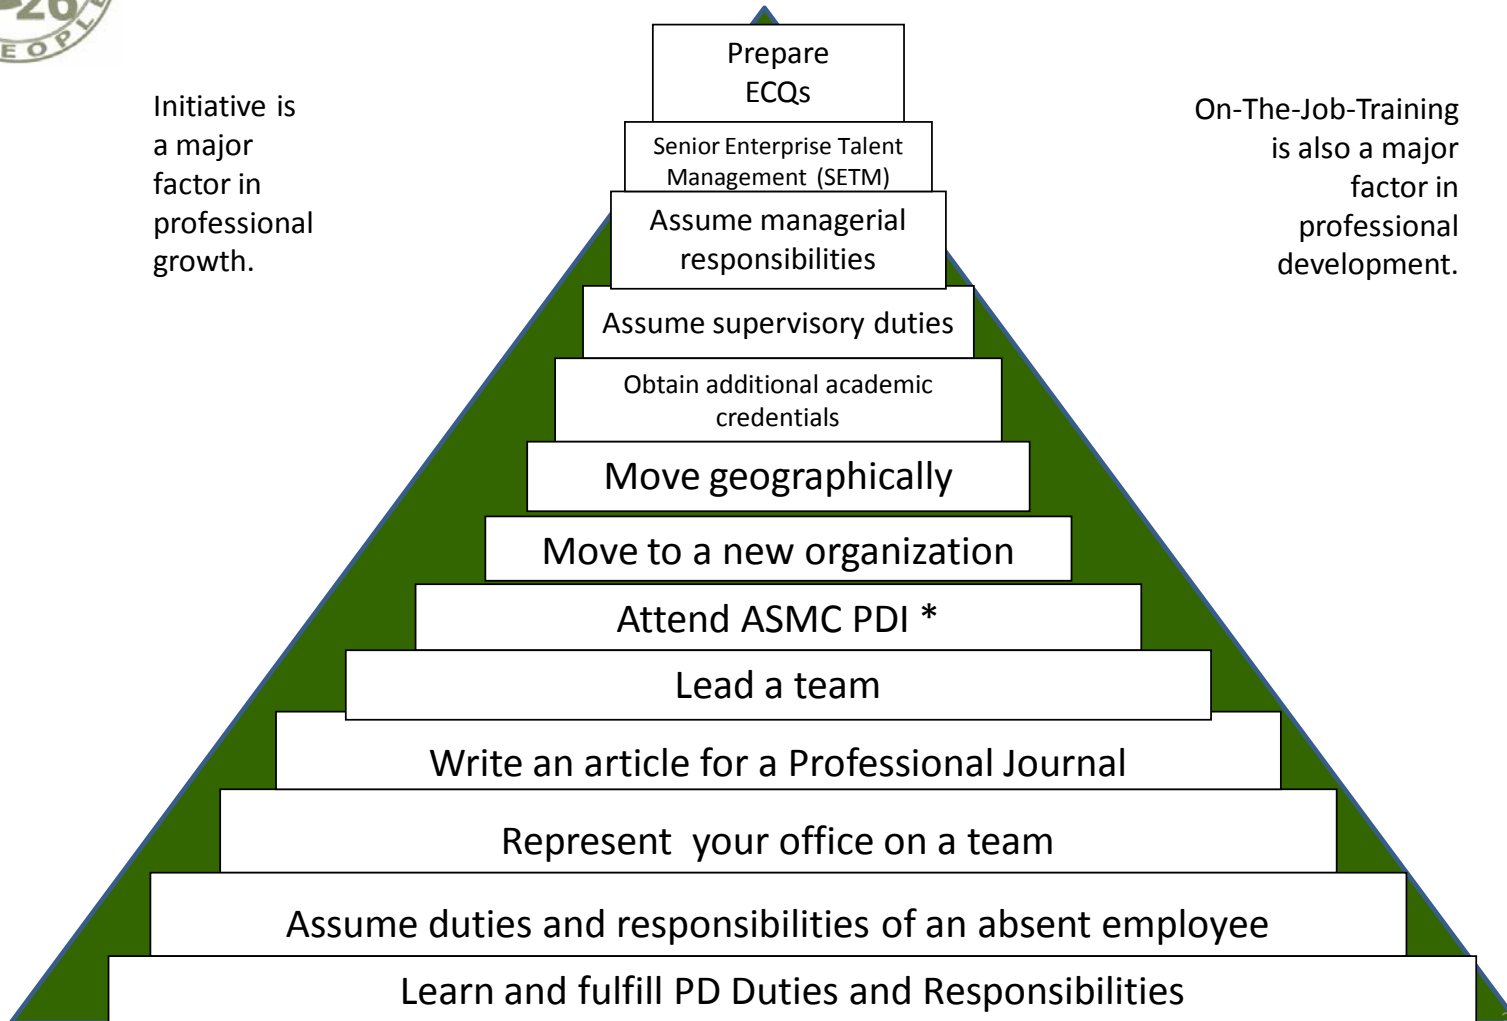 26
PEOPLE
Initiative is
a major
factor in
professional
growth.
On-The-Job-Training
is also a major
factor in
professional
development.
Prepare
ECQs
Senior Enterprise Talent
Management (SETM)
Assume managerial
responsibilities
Assume supervisory duties
Obtain additional academic
credentials
Move geographically
Move to a new organization
Attend ASMC PDI *
Lead a team
Write an article for a Professional Journal
Represent  your office on a team
Assume duties and responsibilities of an absent employee
Learn and fulfill PD Duties and Responsibilities